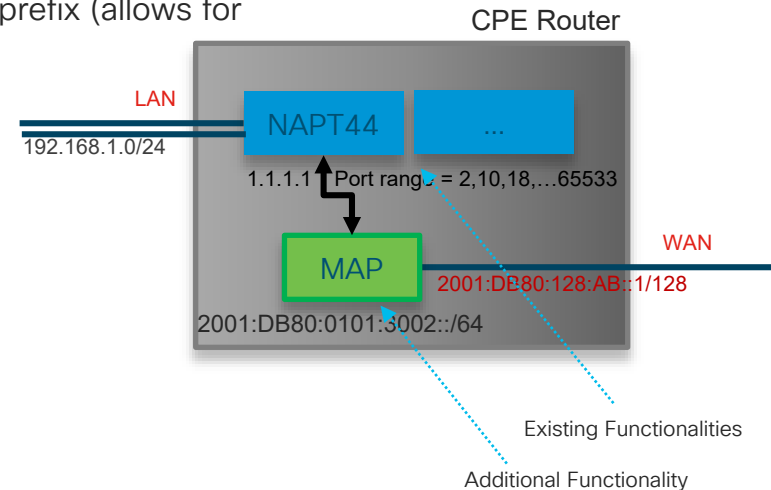 prefix (allows for
CPE Router
LAN
NAPT44
...
192.168.1.0/24
1.1.1.1 Port range = 2,10,18,…65533
WAN
MAP
2001:DB80:128:AB::1/128
2001:DB80:0101:3002::/64
Existing Functionalities
Additional Functionality